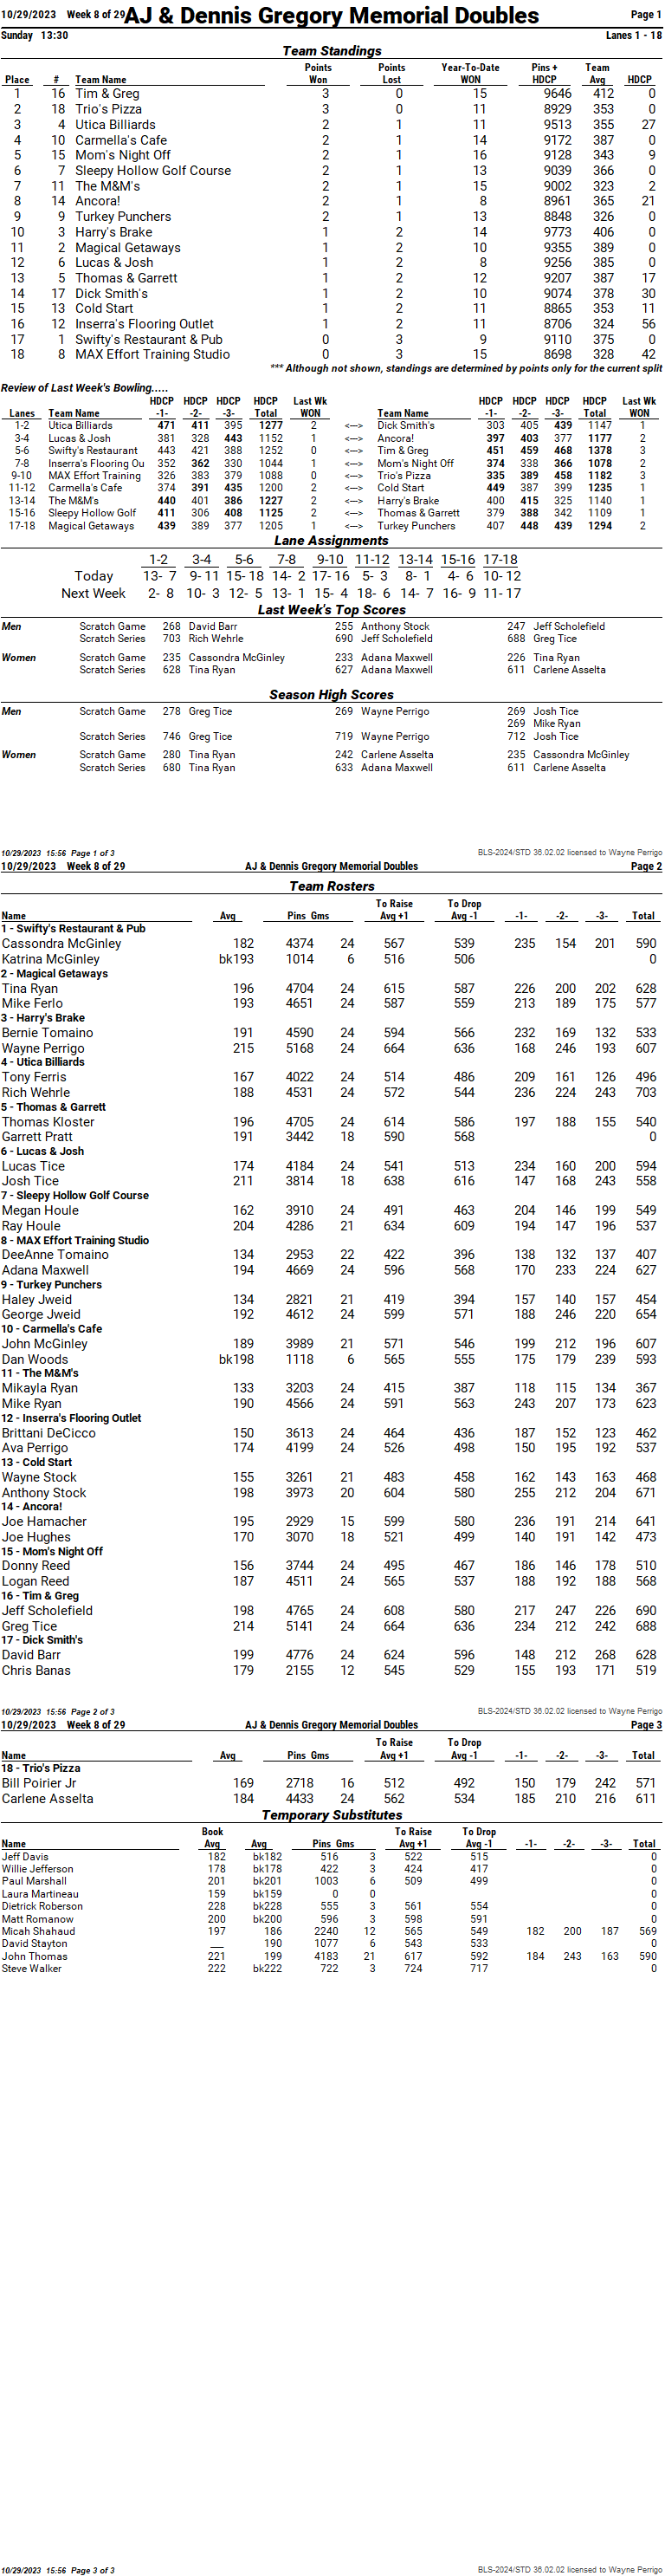 10/29/2023 Week 8 of 29 AJ & Dennis Gregory Memorial Doubles Page 1
Sunday 13:30 Lanes 1 - 18
Team Standings
Points Points Year-To-Date Pins + Team
Place # Team Name Won Lost WON HDCP Avg HDCP
1 16 Tim & Greg 3 0 15 9646 412 0
2 18 Trio's Pizza 3 0 11 8929 353 0
3 4 Utica Billiards 2 1 11 9513 355 27
4 10 Carmella's Cafe 2 1 14 9172 387 0
5 15 Mom's Night Off 2 1 16 9128 343 9
6 7 Sleepy Hollow Golf Course 2 1 13 9039 366 0
7 11 The M&M's 2 1 15 9002 323 2
8 14 Ancora! 2 1 8 8961 365 21
9 9 Turkey Punchers 2 1 13 8848 326 0
10 3 Harry's Brake 1 2 14 9773 406 0
11 2 Magical Getaways 1 2 10 9355 389 0
12 6 Lucas & Josh 1 2 8 9256 385 0
13 5 Thomas & Garrett 1 2 12 9207 387 17
14 17 Dick Smith's 1 2 10 9074 378 30
15 13 Cold Start 1 2 11 8865 353 11
16 12 Inserra's Flooring Outlet 1 2 11 8706 324 56
17 1 Swifty's Restaurant & Pub 0 3 9 9110 375 0
18 8 MAX Effort Training Studio 0 3 15 8698 328 42
*** Although not shown, standings are determined by points only for the current split
Review of Last Week's Bowling.....
HDCP HDCP HDCP HDCP Last Wk HDCP HDCP HDCP HDCP Last Wk
Lanes Team Name -1- -2- -3- Total WON Team Name -1- -2- -3- Total WON
1-2 Utica Billiards 471 411 395 1277 2 <---> Dick Smith's 303 405 439 1147 1
3-4 Lucas & Josh 381 328 443 1152 1 <---> Ancora! 397 403 377 1177 2
5-6 Swifty's Restaurant 443 421 388 1252 0 <---> Tim & Greg 451 459 468 1378 3
7-8 Inserra's Flooring Ou 352 362 330 1044 1 <---> Mom's Night Off 374 338 366 1078 2
9-10 MAX Effort Training 326 383 379 1088 0 <---> Trio's Pizza 335 389 458 1182 3
11-12 Carmella's Cafe 374 391 435 1200 2 <---> Cold Start 449 387 399 1235 1
13-14 The M&M's 440 401 386 1227 2 <---> Harry's Brake 400 415 325 1140 1
15-16 Sleepy Hollow Golf 411 306 408 1125 2 <---> Thomas & Garrett 379 388 342 1109 1
17-18 Magical Getaways 439 389 377 1205 1 <---> Turkey Punchers 407 448 439 1294 2
Lane Assignments
1-2 3-4 5-6 7-8 9-10 11-12 13-14 15-16 17-18
Today 13- 7 9- 11 15- 18 14- 2 17- 16 5- 3 8- 1 4- 6 10- 12
Next Week 2- 8 10- 3 12- 5 13- 1 15- 4 18- 6 14- 7 16- 9 11- 17
Last Week's Top Scores
Men Scratch Game 268 David Barr 255 Anthony Stock 247 Jeff Scholefield
Scratch Series 703 Rich Wehrle 690 Jeff Scholefield 688 Greg Tice
Women Scratch Game 235 Cassondra McGinley 233 Adana Maxwell 226 Tina Ryan
Scratch Series 628 Tina Ryan 627 Adana Maxwell 611 Carlene Asselta
Season High Scores
Men Scratch Game 278 Greg Tice 269 Wayne Perrigo 269 Josh Tice
269 Mike Ryan
Scratch Series 746 Greg Tice 719 Wayne Perrigo 712 Josh Tice
Women Scratch Game 280 Tina Ryan 242 Carlene Asselta 235 Cassondra McGinley
Scratch Series 680 Tina Ryan 633 Adana Maxwell 611 Carlene Asselta
10/29/2023 15:56 Page 1 of 3 BLS-2024/STD 36.02.02 licensed to Wayne Perrigo
10/29/2023 Week 8 of 29 AJ & Dennis Gregory Memorial Doubles Page 2
Team Rosters
To Raise To Drop
Name Avg Pins Gms Avg +1 Avg -1 -1- -2- -3- Total
1 - Swifty's Restaurant & Pub
Cassondra McGinley 182 4374 24 567 539 235 154 201 590
Katrina McGinley bk193 1014 6 516 506 0
2 - Magical Getaways
Tina Ryan 196 4704 24 615 587 226 200 202 628
Mike Ferlo 193 4651 24 587 559 213 189 175 577
3 - Harry's Brake
Bernie Tomaino 191 4590 24 594 566 232 169 132 533
Wayne Perrigo 215 5168 24 664 636 168 246 193 607
4 - Utica Billiards
Tony Ferris 167 4022 24 514 486 209 161 126 496
Rich Wehrle 188 4531 24 572 544 236 224 243 703
5 - Thomas & Garrett
Thomas Kloster 196 4705 24 614 586 197 188 155 540
Garrett Pratt 191 3442 18 590 568 0
6 - Lucas & Josh
Lucas Tice 174 4184 24 541 513 234 160 200 594
Josh Tice 211 3814 18 638 616 147 168 243 558
7 - Sleepy Hollow Golf Course
Megan Houle 162 3910 24 491 463 204 146 199 549
Ray Houle 204 4286 21 634 609 194 147 196 537
8 - MAX Effort Training Studio
DeeAnne Tomaino 134 2953 22 422 396 138 132 137 407
Adana Maxwell 194 4669 24 596 568 170 233 224 627
9 - Turkey Punchers
Haley Jweid 134 2821 21 419 394 157 140 157 454
George Jweid 192 4612 24 599 571 188 246 220 654
10 - Carmella's Cafe
John McGinley 189 3989 21 571 546 199 212 196 607
Dan Woods bk198 1118 6 565 555 175 179 239 593
11 - The M&M's
Mikayla Ryan 133 3203 24 415 387 118 115 134 367
Mike Ryan 190 4566 24 591 563 243 207 173 623
12 - Inserra's Flooring Outlet
Brittani DeCicco 150 3613 24 464 436 187 152 123 462
Ava Perrigo 174 4199 24 526 498 150 195 192 537
13 - Cold Start
Wayne Stock 155 3261 21 483 458 162 143 163 468
Anthony Stock 198 3973 20 604 580 255 212 204 671
14 - Ancora!
Joe Hamacher 195 2929 15 599 580 236 191 214 641
Joe Hughes 170 3070 18 521 499 140 191 142 473
15 - Mom's Night Off
Donny Reed 156 3744 24 495 467 186 146 178 510
Logan Reed 187 4511 24 565 537 188 192 188 568
16 - Tim & Greg
Jeff Scholefield 198 4765 24 608 580 217 247 226 690
Greg Tice 214 5141 24 664 636 234 212 242 688
17 - Dick Smith's
David Barr 199 4776 24 624 596 148 212 268 628
Chris Banas 179 2155 12 545 529 155 193 171 519
10/29/2023 15:56 Page 2 of 3 BLS-2024/STD 36.02.02 licensed to Wayne Perrigo
10/29/2023 Week 8 of 29 AJ & Dennis Gregory Memorial Doubles Page 3
To Raise To Drop
Name Avg Pins Gms Avg +1 Avg -1 -1- -2- -3- Total
18 - Trio's Pizza
Bill Poirier Jr 169 2718 16 512 492 150 179 242 571
Carlene Asselta 184 4433 24 562 534 185 210 216 611
Temporary Substitutes
Book To Raise To Drop
Name Avg Avg Pins Gms Avg +1 Avg -1 -1- -2- -3- Total
Jeff Davis 182 bk182 516 3 522 515 0
Willie Jefferson 178 bk178 422 3 424 417 0
Paul Marshall 201 bk201 1003 6 509 499 0
Laura Martineau 159 bk159 0 0 0
Dietrick Roberson 228 bk228 555 3 561 554 0
Matt Romanow 200 bk200 596 3 598 591 0
Micah Shahaud 197 186 2240 12 565 549 182 200 187 569
David Stayton ___ 190 1077 6 543 533 0
John Thomas 221 199 4183 21 617 592 184 243 163 590
Steve Walker 222 bk222 722 3 724 717 0
10/29/2023 15:56 Page 3 of 3 BLS-2024/STD 36.02.02 licensed to Wayne Perrigo